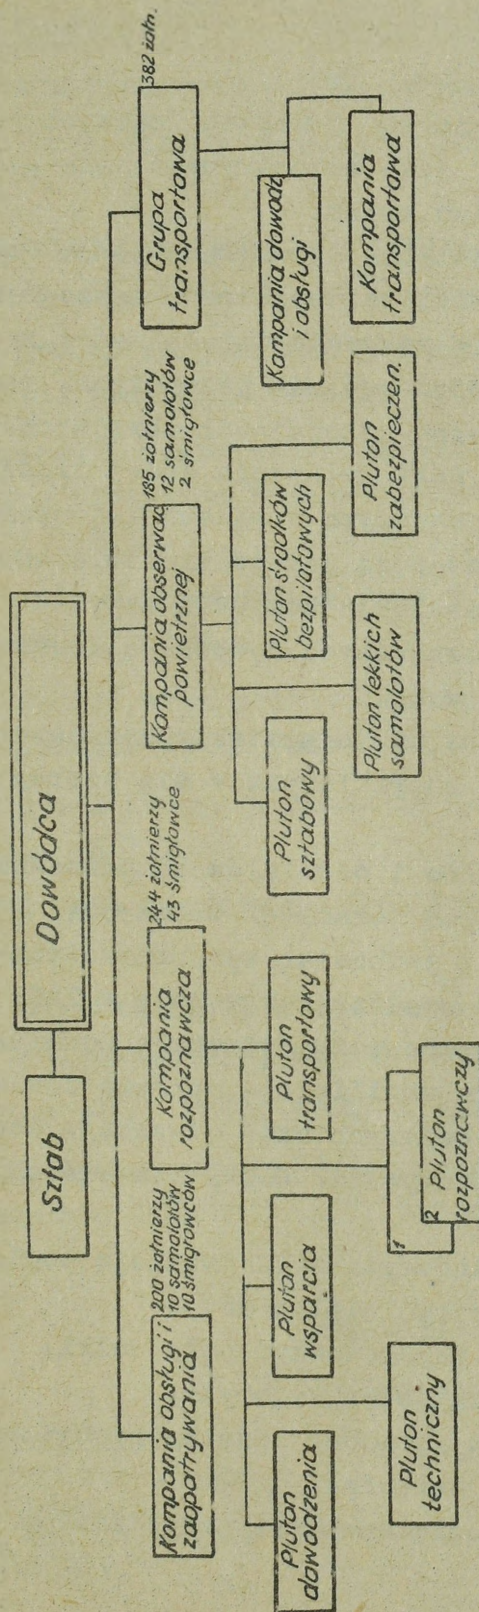 Dowódca
Sztab
Kompania obsługi i
zaopatrywania
200 żołnierzy
10 samolotów
10 śmigłowców
Kompania
rozpoznawcza
244 żołnierzy
43 śmigłowce
Kompania obserwac
powietrznej
185 żołnierzy
12 samolotów
2 śmigłowce
Grupa
transportowa
382 żołn.
Pluton
dowodzenia
Pluton
wsparcia
Pluton
transportowy
Pluton
techniczny
1
2
Pluton
rozpoznawczy
Pluton
sztabowy
Pluton środków
bezpilotowych
Pluton lekkich
samolotów
Pluton
zabezpieczen.
Kompania dowodz
i obsługi
Kompania
transportowa